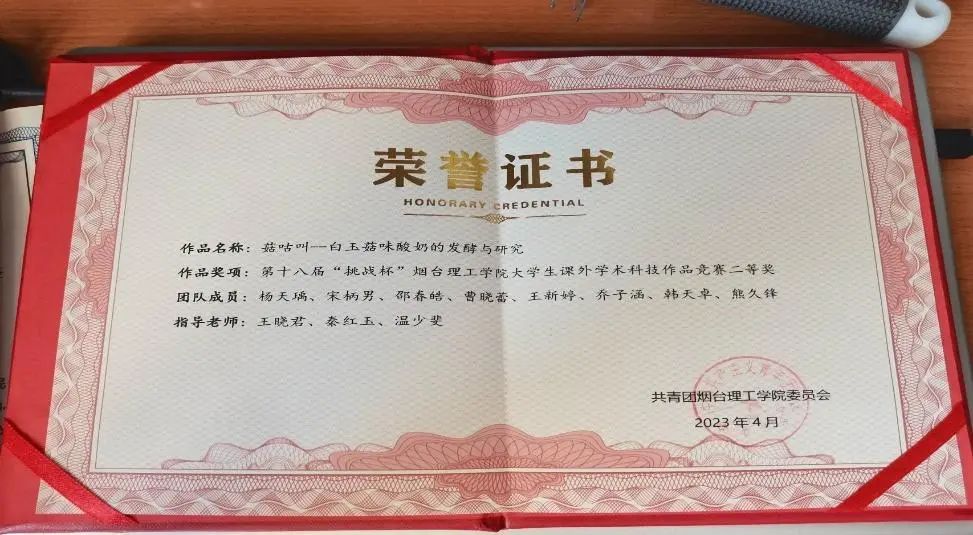 荣誉证书
HONORARY CREDENTIAL
作品名称：菇咕叫--白玉菇味酸奶的发酵与研究
作品奖项：第十八届“挑战杯”烟台理工学院大学生课外学术科技作品竞赛二等奖
团队成员：杨天瑀、宋柄男、邵春皓、曹晓蕾、王新婷、乔子涵、韩天卓、熊久锋
指导老师：王晓君、秦红玉、温少斐
共青团烟台理工学院委员会
2023年4月